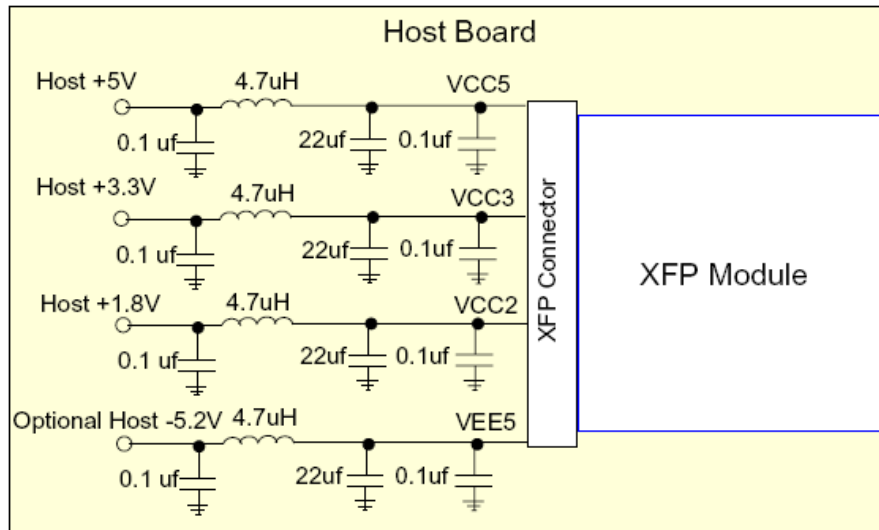 Host Board
Host +5V
4.7uH
VCC5
0.1 uf
22uf
0.1uf
Host +3.3V
4.7uH
VCC3
0.1 uf
22uf
0.1uf
Host +1.8V
4.7uH
VCC2
0.1 uf
22uf
0.1uf
Optional Host -5.2V
4.7uH
VEE5
0.1 uf
22uf
0.1uf
XFP Connector
XFP Module